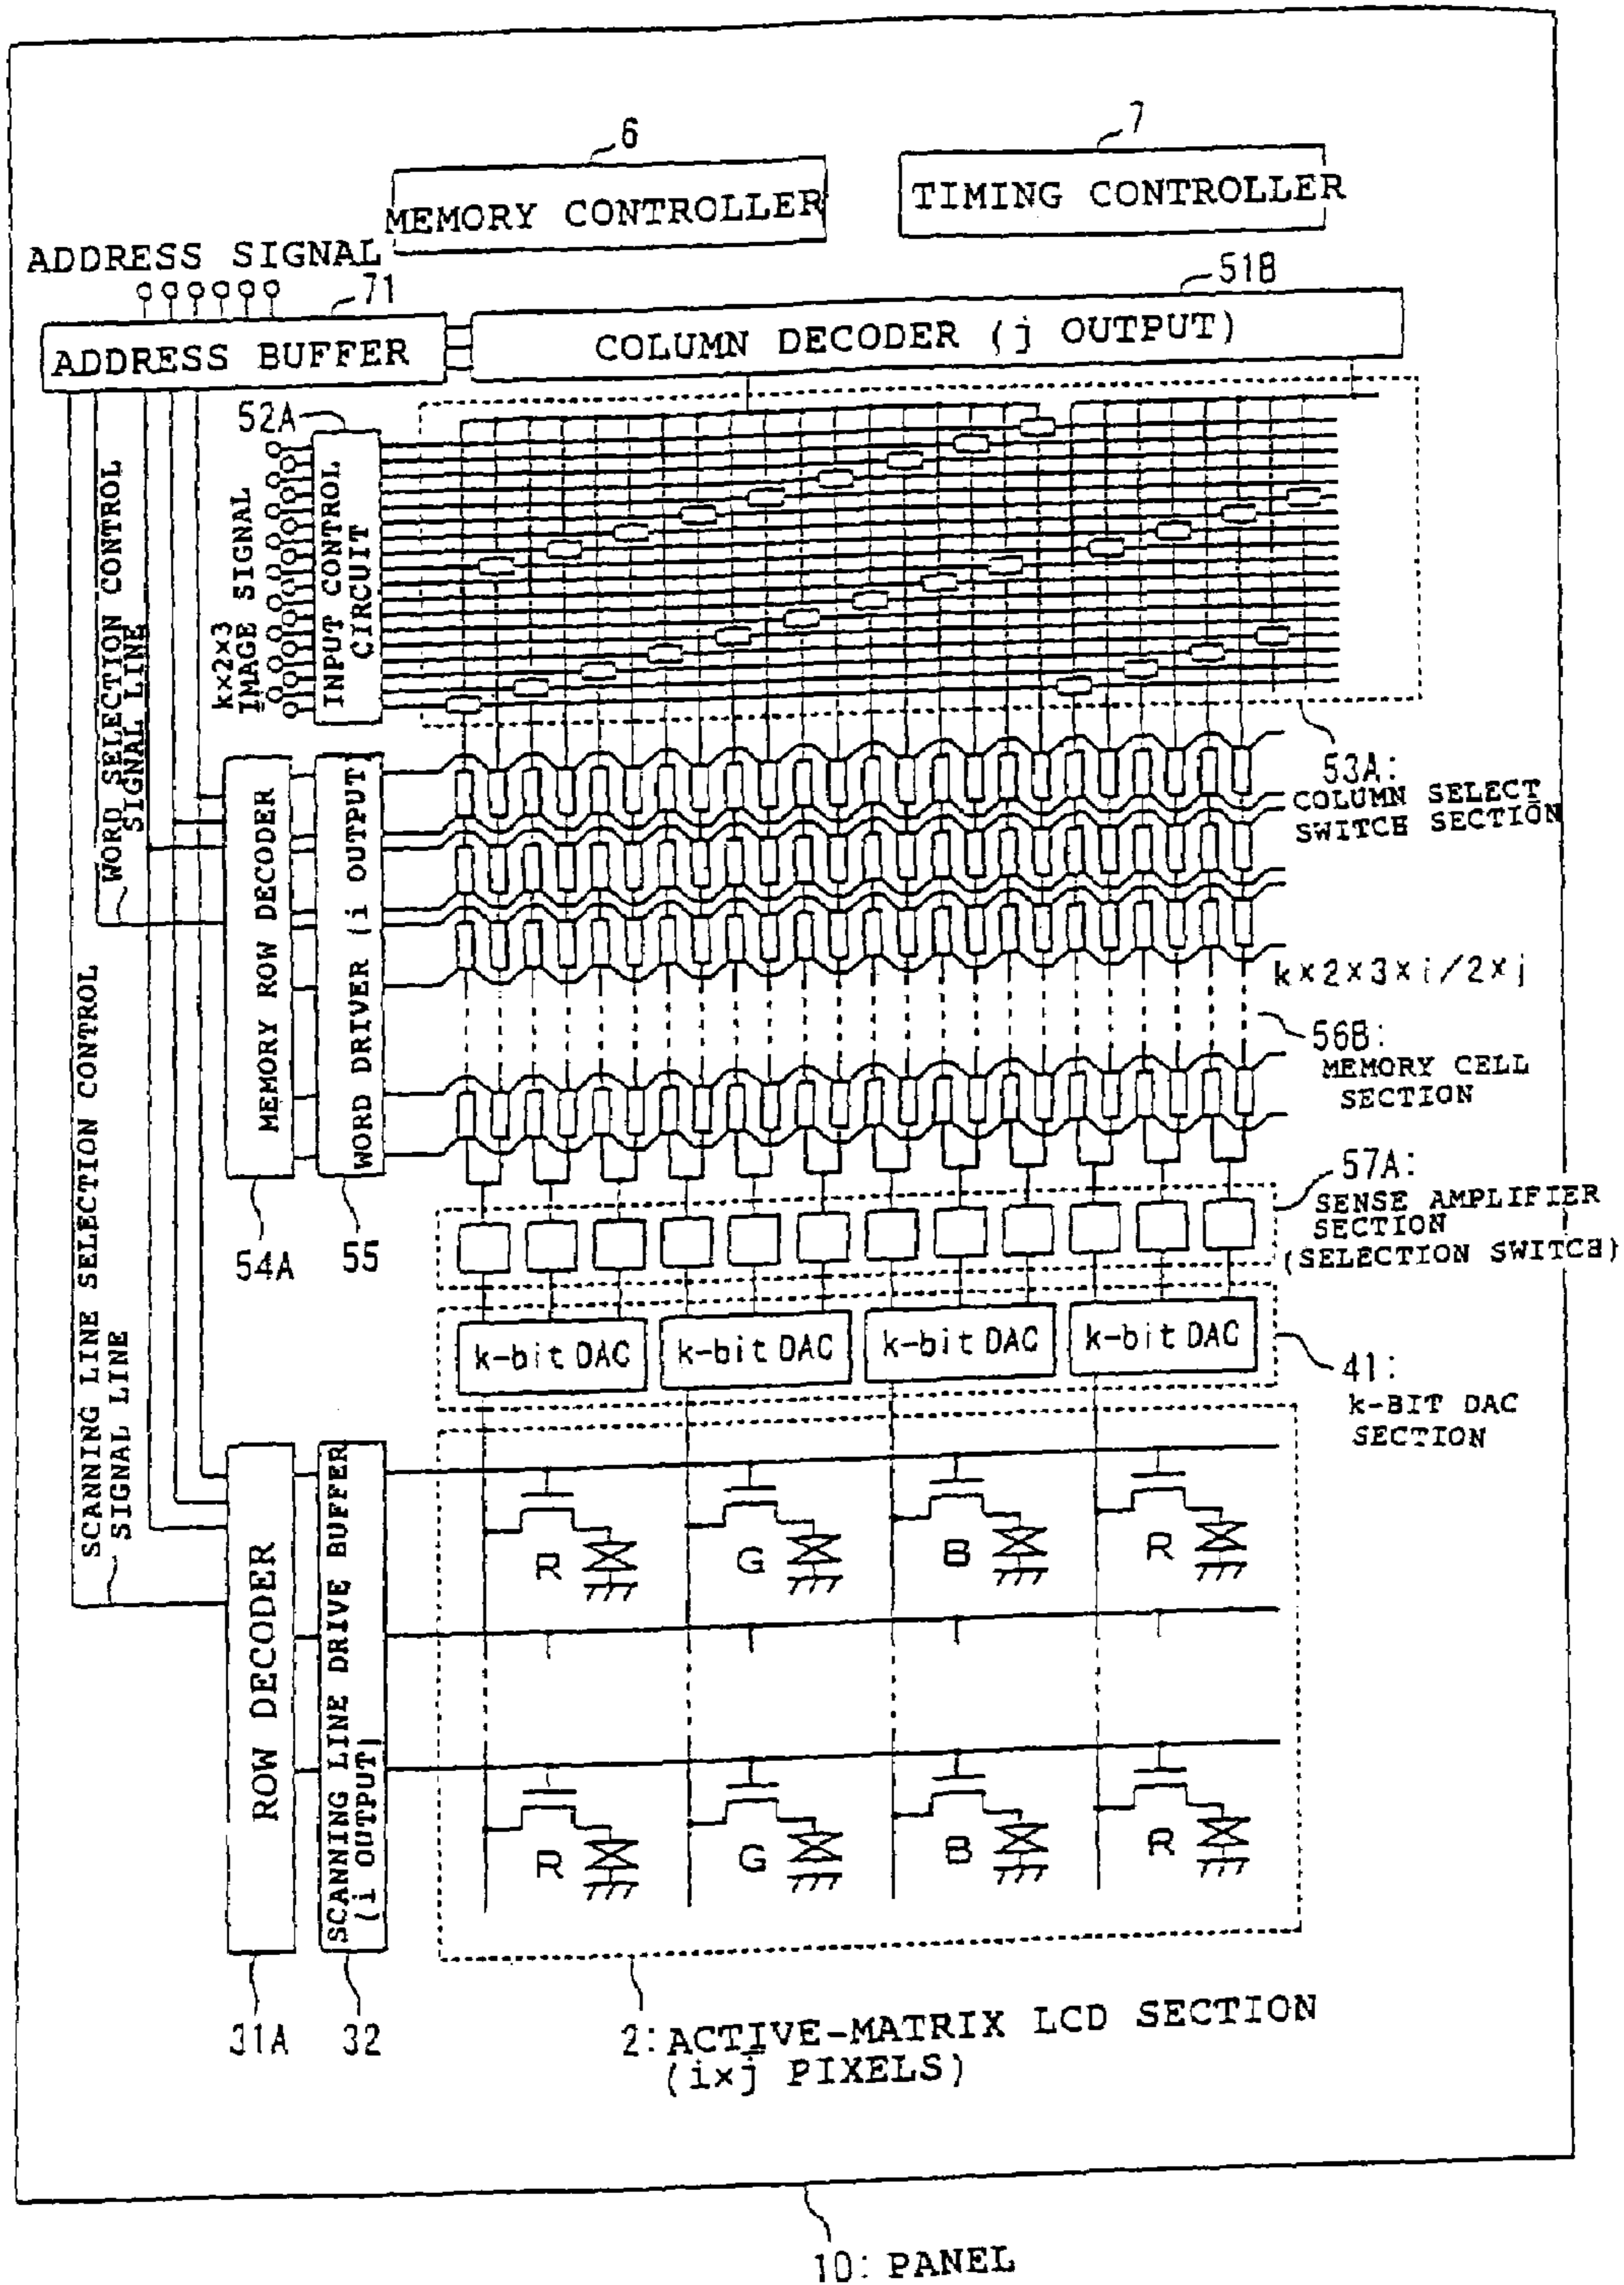 6
7
MEMORY CONTROLLER
TIMING CONTROLLER
ADDRESS SIGNAL
71
51B
ADDRESS BUFFER
COLUMN DECODER (j OUTPUT)
52A
k×2×3
IMAGE SIGNAL
INPUT CONTROL
CIRCUIT
WORD SELECTION CONTROL
SIGNAL LINE
53A:
COLUMN SELECT
SWITCH SECTION
MEMORY ROW DECODER
WORD DRIVER (i OUTPUT)
k×2×3×i/2×j
56B:
MEMORY CELL
SECTION
54A
55
57A:
SENSE AMPLIFIER
SECTION
(SELECTION SWITCH)
k-bit DAC
k-bit DAC
k-bit DAC
k-bit DAC
41:
k-BIT DAC
SECTION
SCANNING LINE SELECTION CONTROL
SIGNAL LINE
ROW DECODER
SCANNING LINE DRIVE BUFFER
(i OUTPUT)
R
G
B
R
R
G
B
R
31A
32
2: ACTIVE-MATRIX LCD SECTION
(i×j PIXELS)
10: PANEL